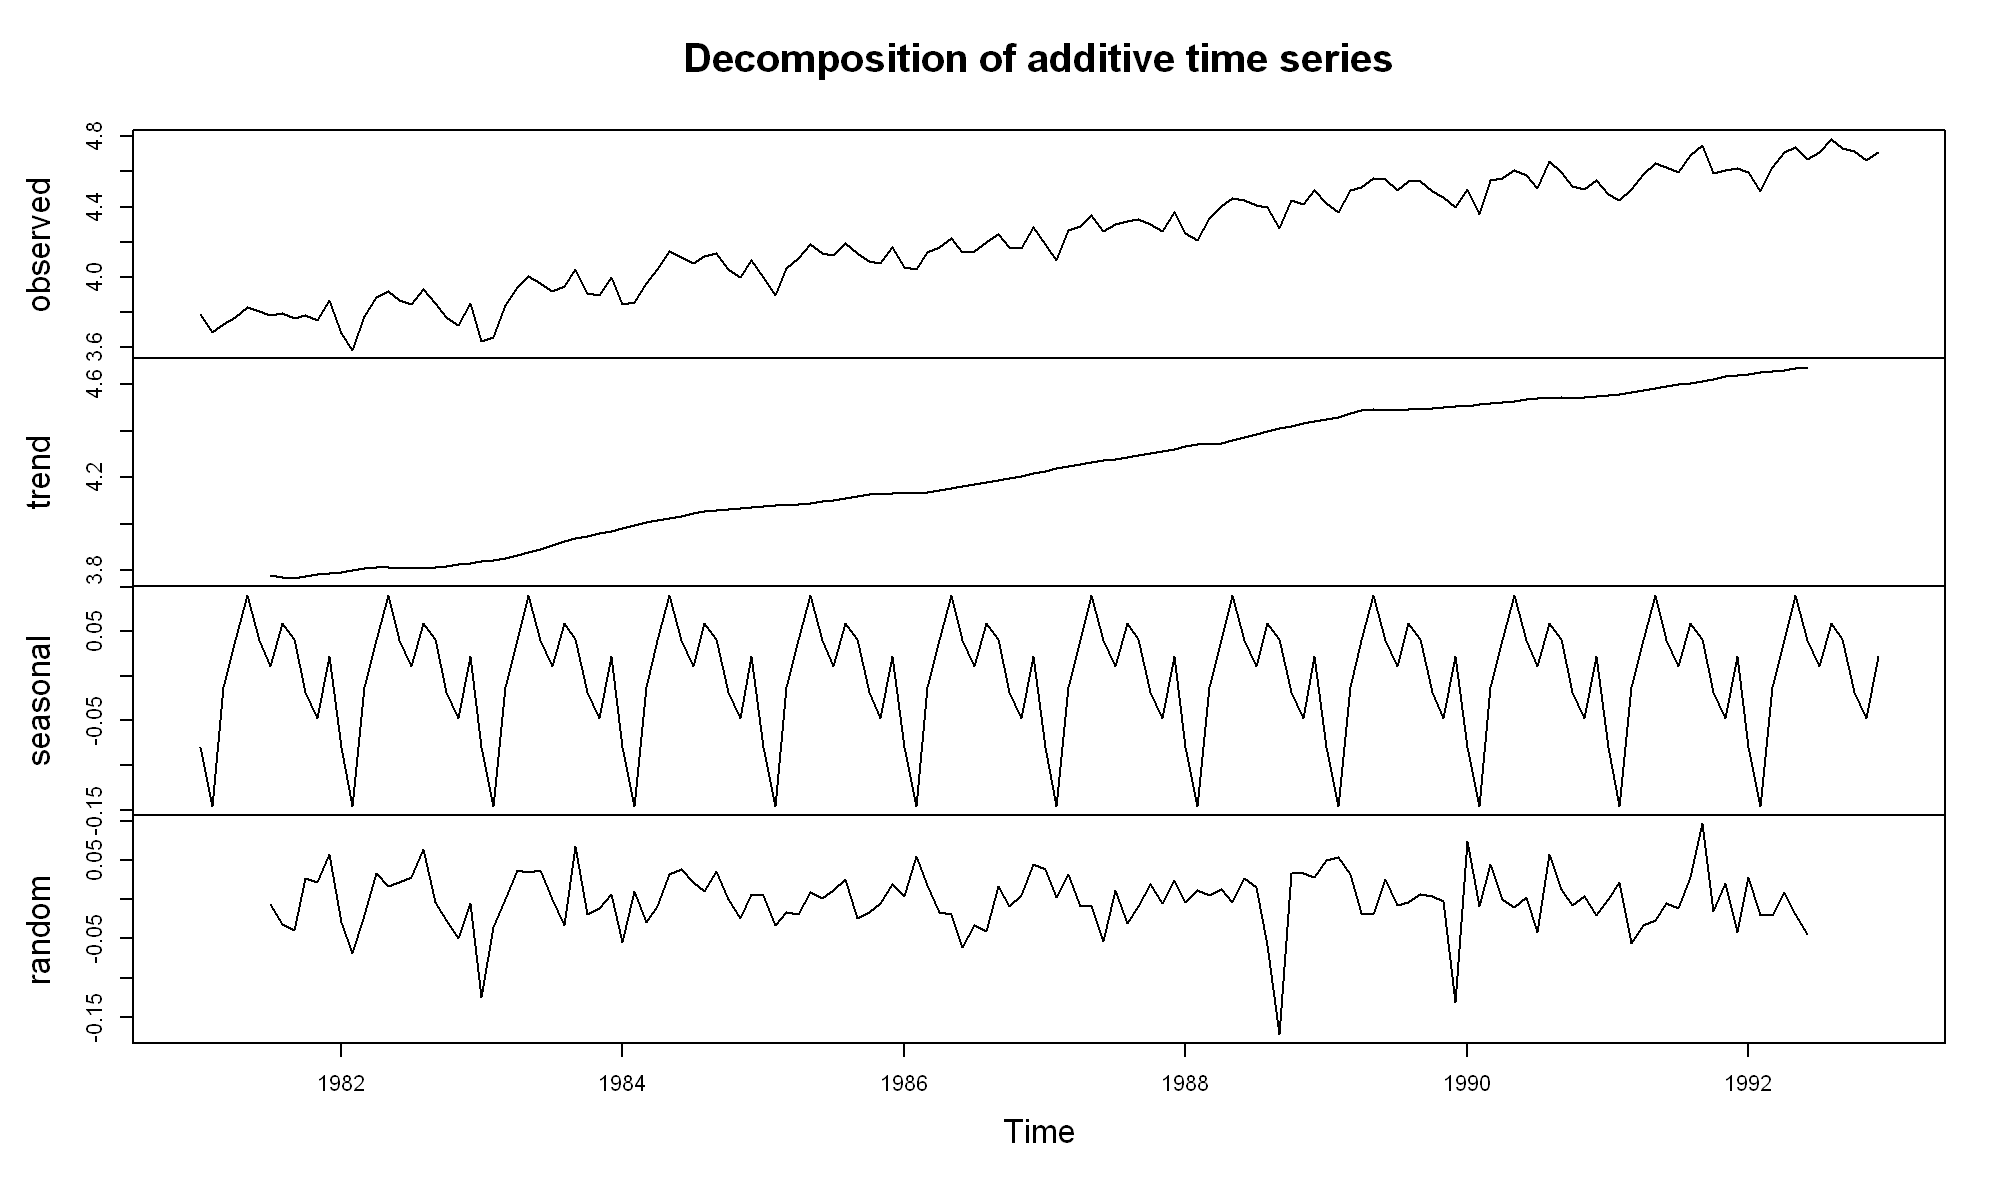 Decomposition of additive time series
observed
4.8
4.4
4.0
3.6
trend
4.6
4.2
3.8
seasonal
0.05
-0.05
-0.15
random
0.05
-0.05
-0.15
1982 1984 1986 1988 1990 1992
Time